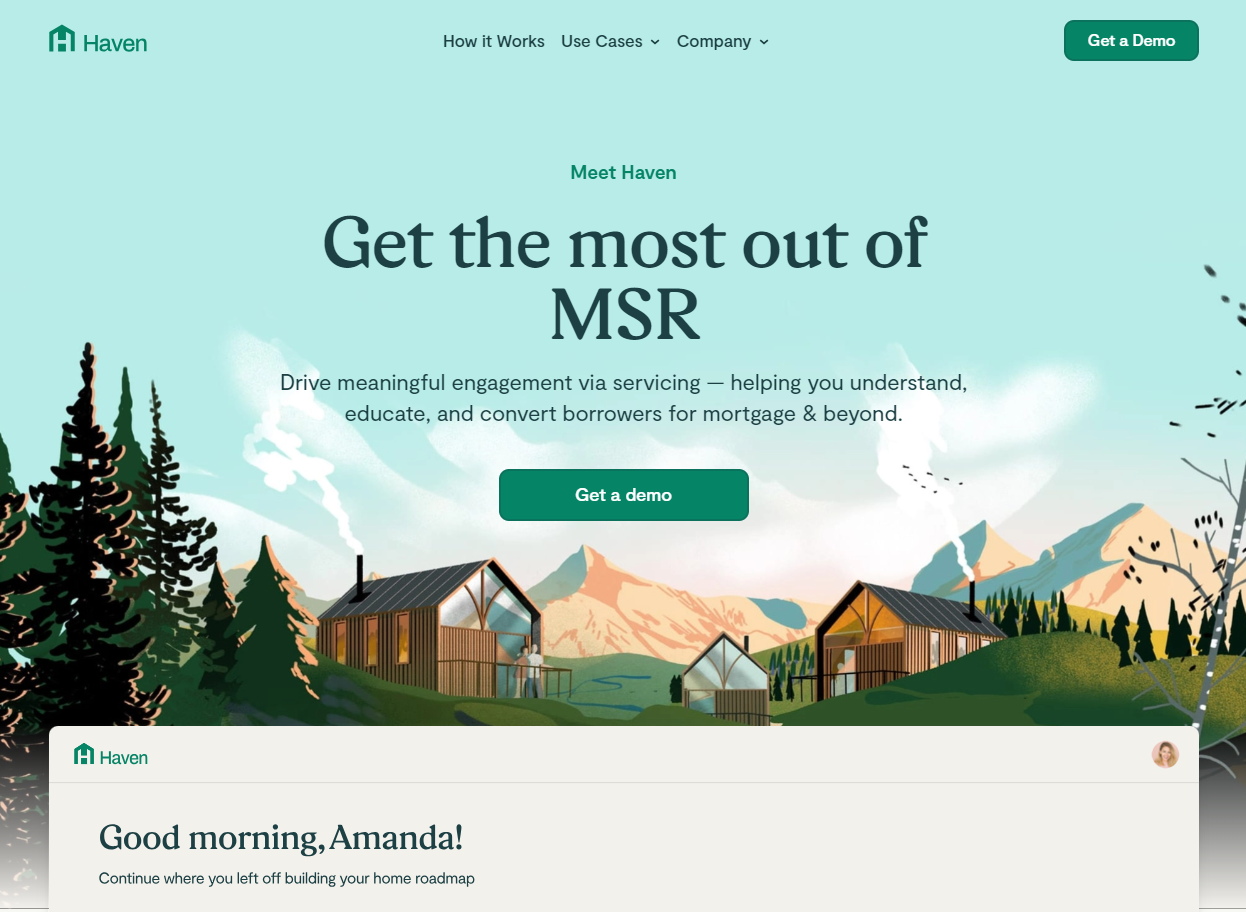 Haven
How it Works
Use Cases
Company
Get a Demo
Meet Haven
Get the most out of
MSR
Drive meaningful engagement via servicing — helping you understand,
educate, and convert borrowers for mortgage & beyond.
Get a demo
Haven
Good morning, Amanda!
Continue where you left off building your home roadmap